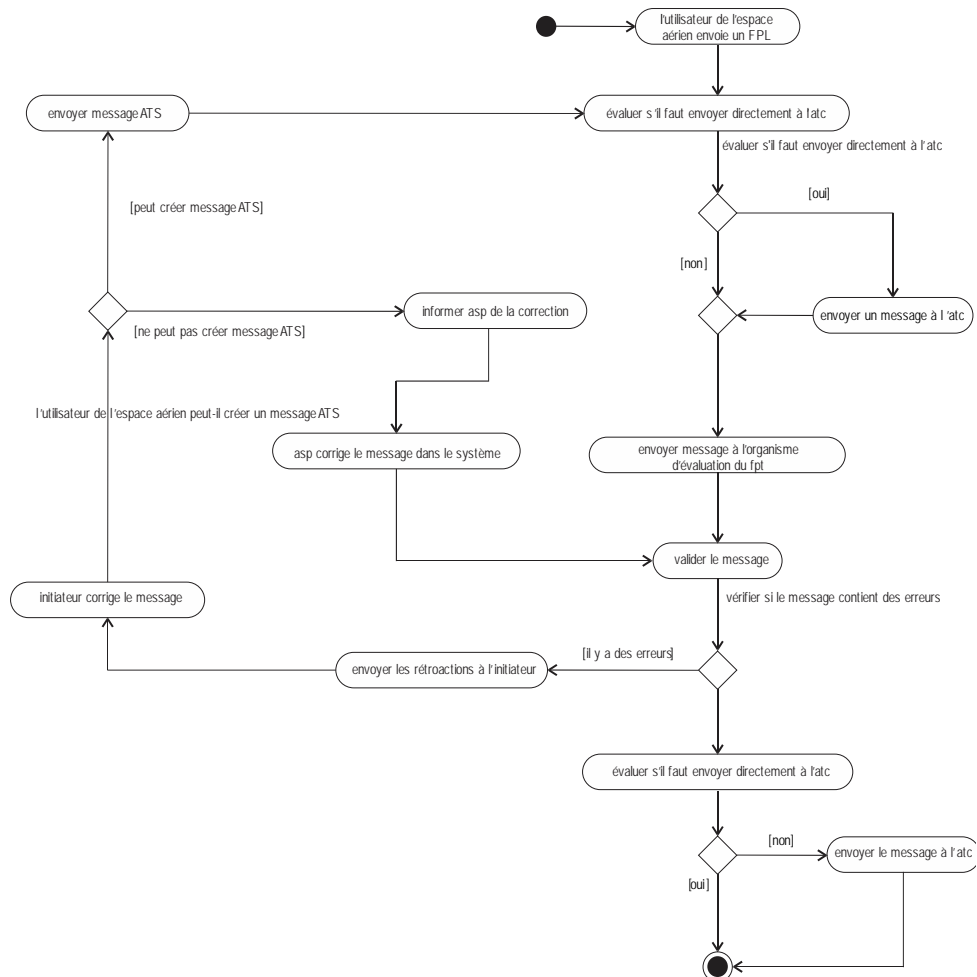 l'utilisateur de l'espace
aérien envoie un FPL
envoyer message ATS
évaluer s'il faut envoyer directement à l'atc
évaluer s'il faut envoyer directement à l'atc
[peut créer message ATS]
[oui]
[non]
informer asp de la correction
envoyer un message à l'atc
[ne peut pas créer message ATS]
l'utilisateur de l'espace aérien peut-il créer un message ATS
asp corrige le message dans le système
envoyer message à l'organisme
d'évaluation du fpt
valider le message
initiateur corrige le message
vérifier si le message contient des erreurs
[il y a des erreurs]
envoyer les rétroactions à l'initiateur
évaluer s'il faut envoyer directement à l'atc
[non]
envoyer le message à l'atc
[oui]